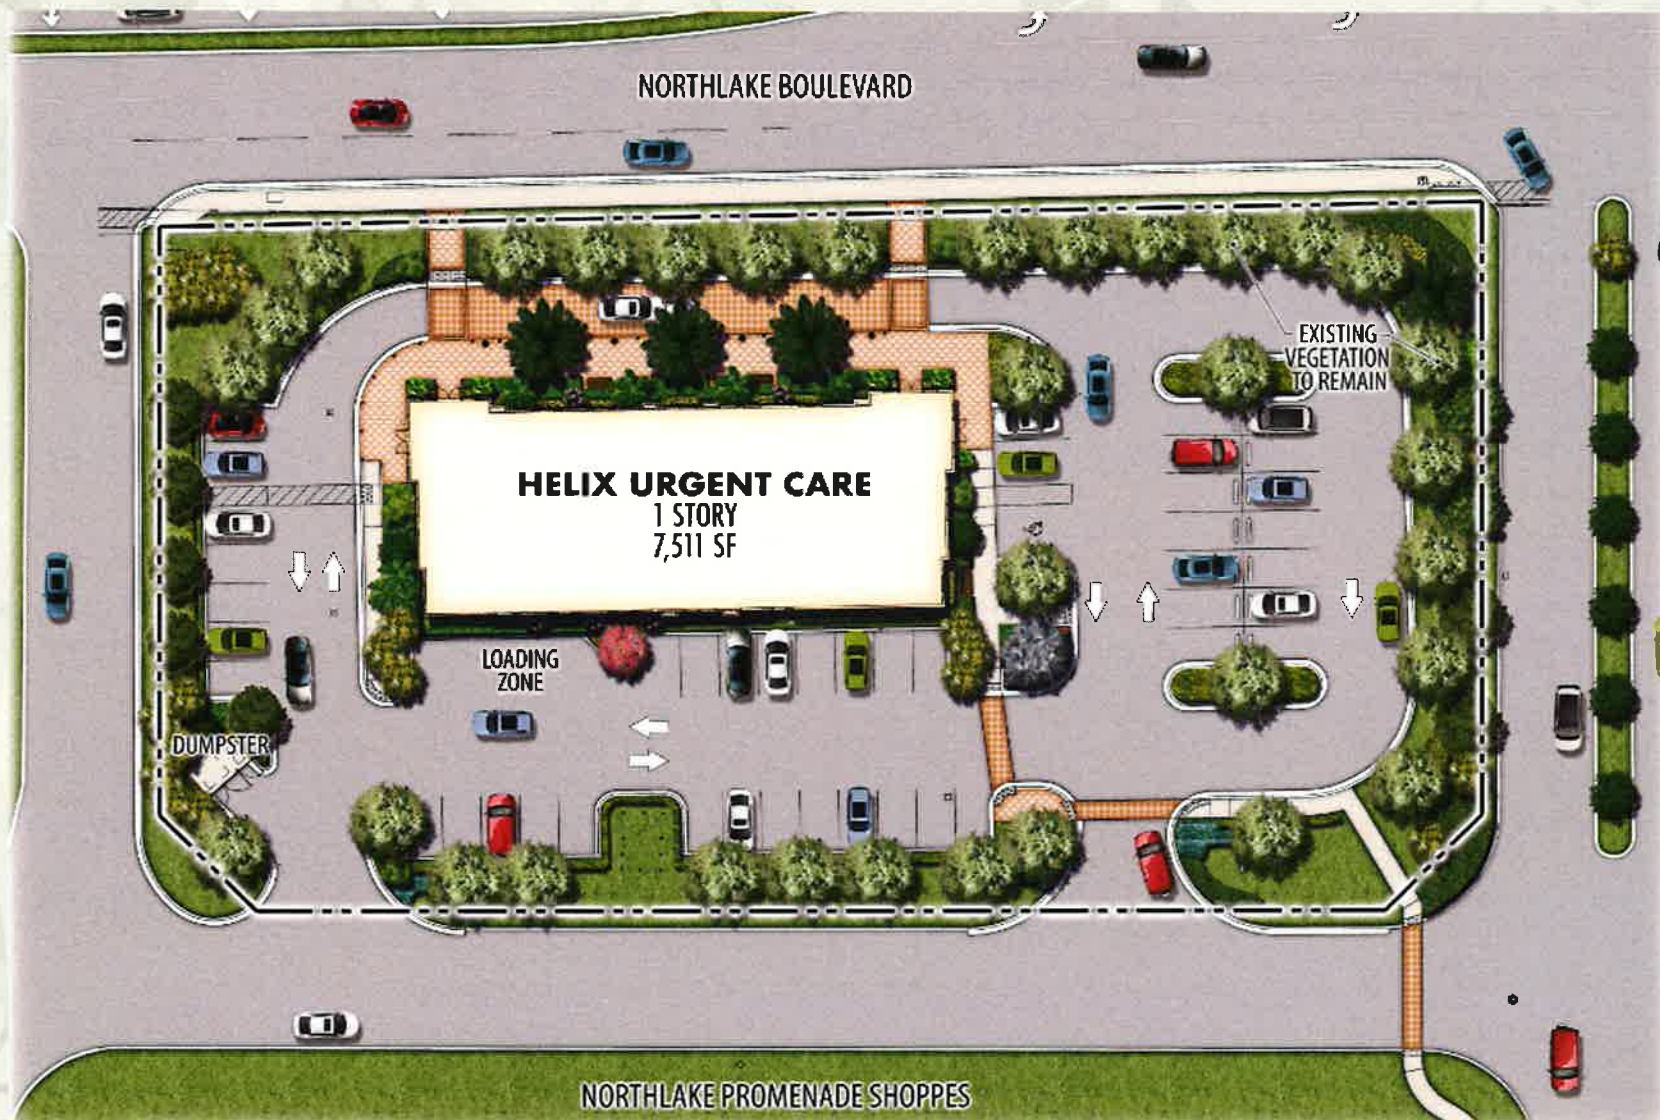 NORTHLAKE BOULEVARD
EXISTING
VEGETATION
TO REMAIN
HELIX URGENT CARE
1 STORY
7,511 SF
LOADING
ZONE
DUMPSTER
NORTHLAKE PROMENADE SHOPPES